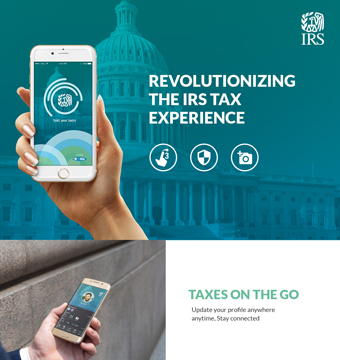 IRS
REVOLUTIONIZING
THE IRS TAX
EXPERIENCE
TAXES ON THE GO
Update your profile anywhere
anytime, Stay connected